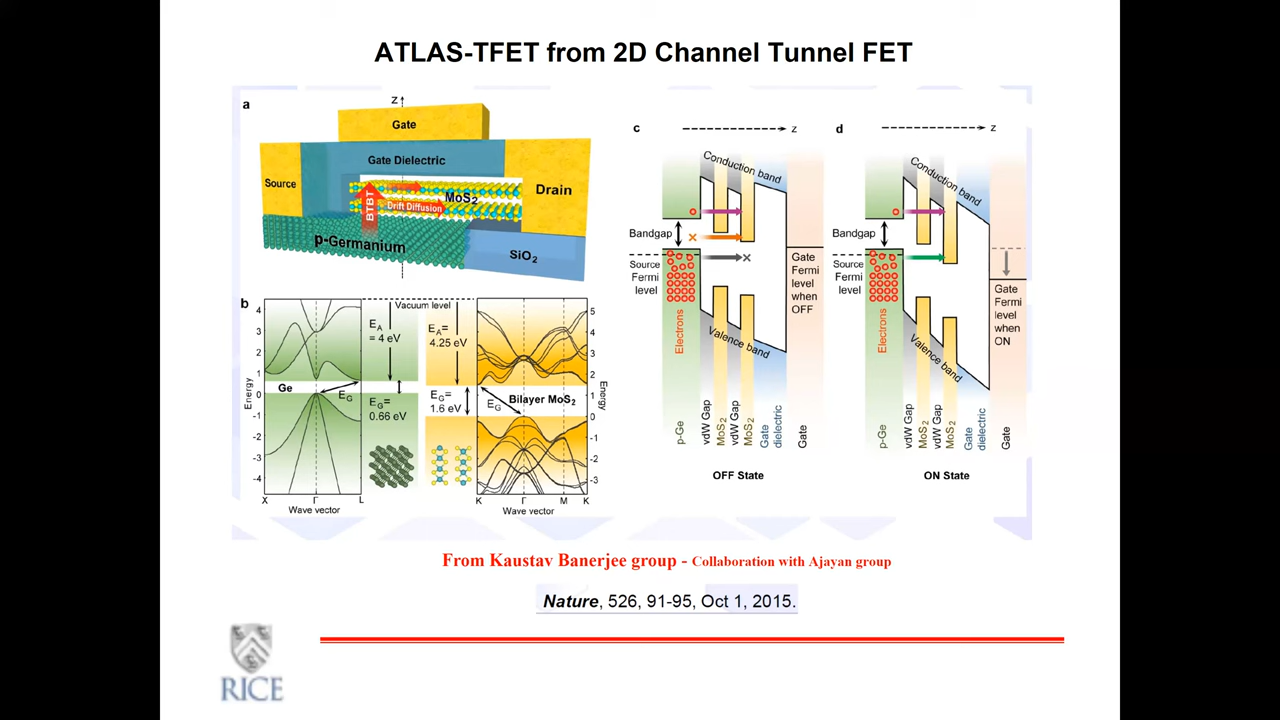 ATLAS-TFET from 2D Channel Tunnel FET
a
z
Gate
Gate Dielectric
Source
Drain
MoS2
BTBT
Drift Diffusion
p-Germanium
SiO2
b
4
3
2
1
0
-1
-2
-3
-4
Energy
Ge
EG
X
Γ
L
Wave vector
Vacuum level
EA
= 4 eV
EG=
0.66 eV
EA=
4.25 eV
EG=
1.6 eV
EG
Bilayer MoS2
5
4
3
2
1
0
-1
-2
-3
Energy
K
Γ
M
K
Wave vector
c
z
Conduction band
Bandgap
Source
Fermi
level
Electrons
Valence band
Gate
Fermi
level
when
OFF
p-Ge
vdW Gap
MoS2
vdW Gap
MoS2
Gate
dielectric
Gate
OFF State
d
z
Conduction band
Bandgap
Source
Fermi
level
Electrons
Valence band
Gate
Fermi
level
when
ON
p-Ge
vdW Gap
MoS2
vdW Gap
MoS2
Gate
dielectric
Gate
ON State
From Kaustav Banerjee group - Collaboration with Ajayan group
Nature, 526, 91-95, Oct 1, 2015.
RICE